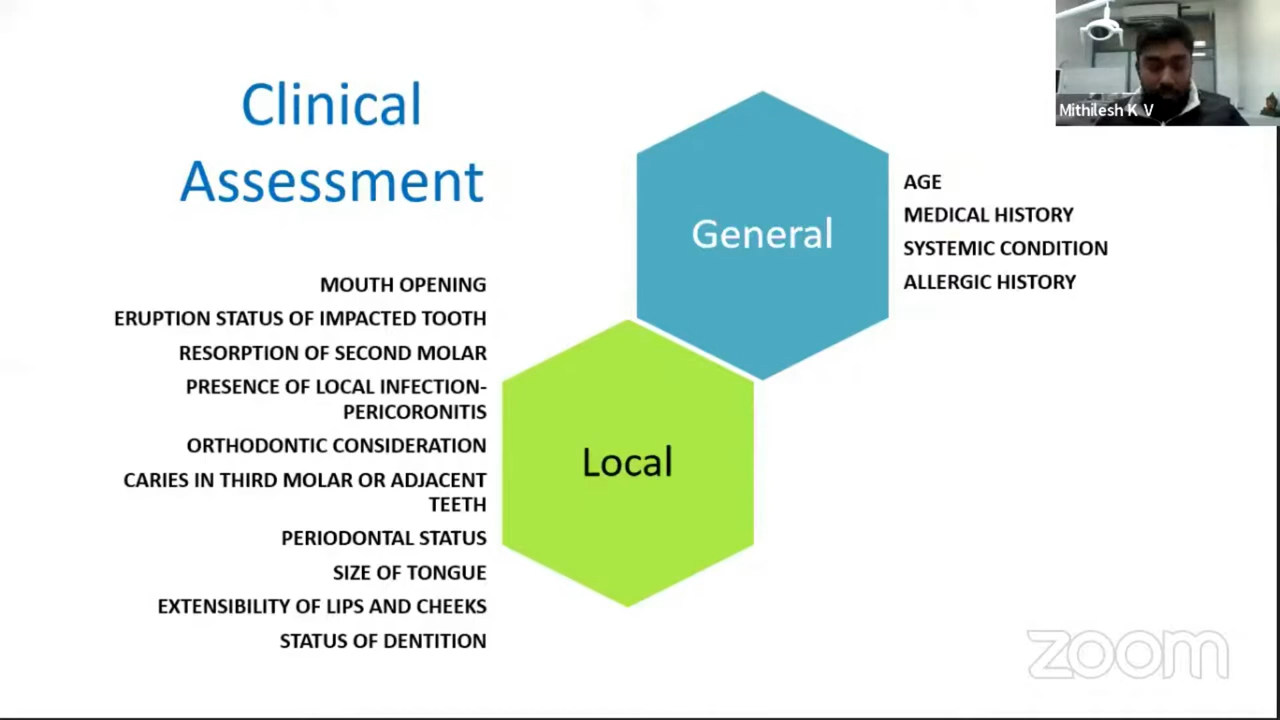 Clinical
Assessment
MOUTH OPENING
ERUPTION STATUS OF IMPACTED TOOTH
RESORPTION OF SECOND MOLAR
PRESENCE OF LOCAL INFECTION-
PERICORONITIS
ORTHODONTIC CONSIDERATION
CARIES IN THIRD MOLAR OR ADJACENT
TEETH
PERIODONTAL STATUS
SIZE OF TONGUE
EXTENSIBILITY OF LIPS AND CHEEKS
STATUS OF DENTITION
Local
General
AGE
MEDICAL HISTORY
SYSTEMIC CONDITION
ALLERGIC HISTORY
Mithilesh K V
zoom